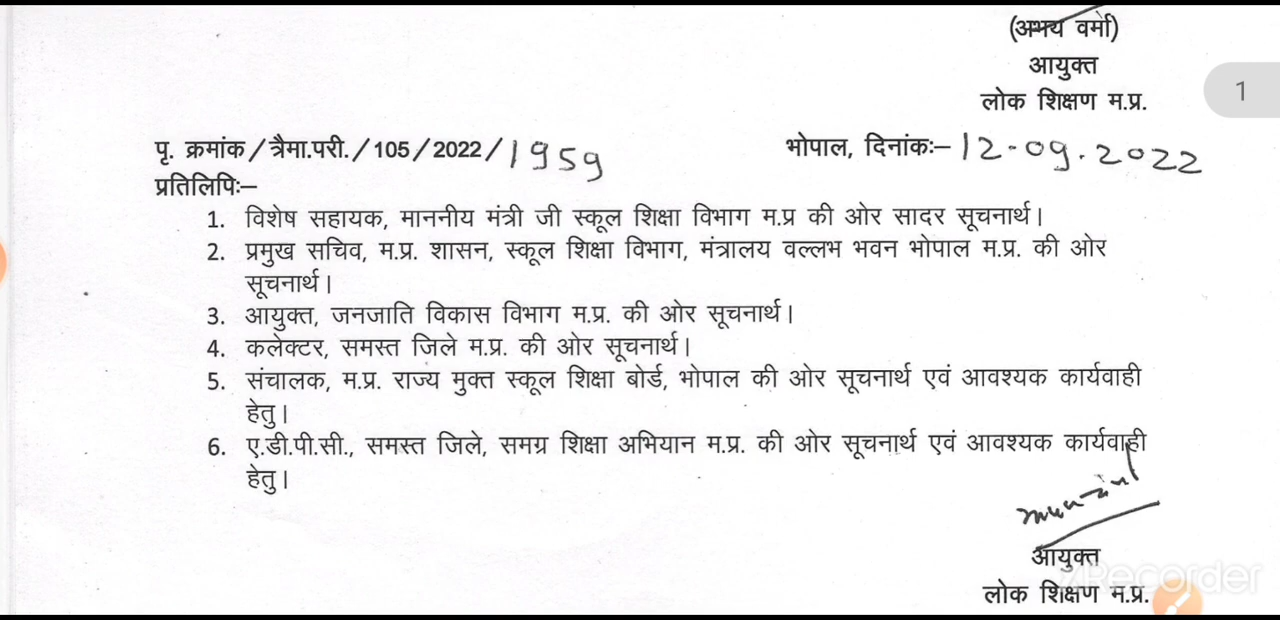 (अभय वर्मा)
आयुक्त
लोक शिक्षण म.प्र.
1
पृ. क्रमांक/त्रैमा.परी./105/2022/1959 भोपाल, दिनांकः–12-09.2022
प्रतिलिपिः–
1. विशेष सहायक, माननीय मंत्री जी स्कूल शिक्षा विभाग म.प्र की ओर सादर सूचनार्थ।
2. प्रमुख सचिव, म.प्र. शासन, स्कूल शिक्षा विभाग, मंत्रालय वल्लभ भवन भोपाल म.प्र. की ओर
सूचनार्थ।
3. आयुक्त, जनजाति विकास विभाग म.प्र. की ओर सूचनार्थ।
4. कलेक्टर, समस्त जिले म.प्र. की ओर सूचनार्थ।
5. संचालक, म.प्र. राज्य मुक्त स्कूल शिक्षा बोर्ड, भोपाल की ओर सूचनार्थ एवं आवश्यक कार्यवाही
हेतु।
6. ए.डी.पी.सी., समस्त जिले, समग्र शिक्षा अभियान म.प्र. की ओर सूचनार्थ एवं आवश्यक कार्यवाही
हेतु।
आयुक्त
लोक शिक्षण म.प्र.
XRecorder